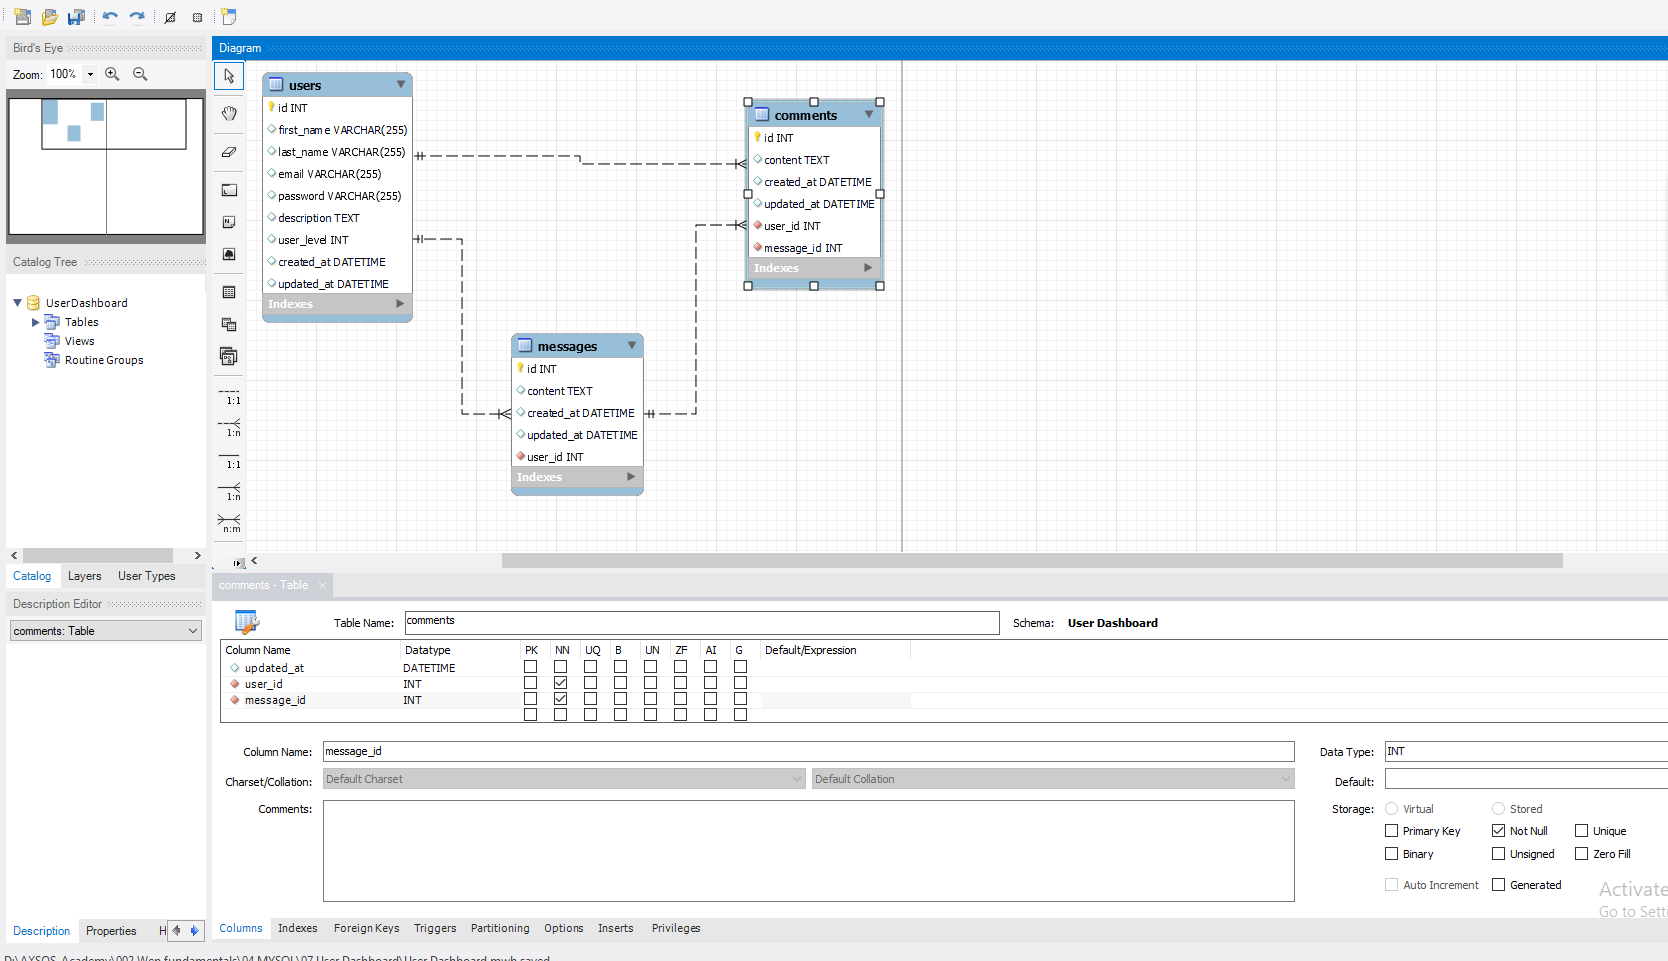 Bird's Eye
Zoom: 100%
Catalog Tree
UserDashboard
Tables
Views
Routine Groups
Catalog Layers User Types
Description Editor
comments: Table
Description Properties H
Diagram
1:1
1:n
1:1
1:n
n:m
users
id INT
first_name VARCHAR(255)
last_name VARCHAR(255)
email VARCHAR(255)
password VARCHAR(255)
description TEXT
user_level INT
created_at DATETIME
updated_at DATETIME
Indexes
messages
id INT
content TEXT
created_at DATETIME
updated_at DATETIME
user_id INT
Indexes
comments
id INT
content TEXT
created_at DATETIME
updated_at DATETIME
user_id INT
message_id INT
Indexes
comments - Table
Table Name: comments Schema: User Dashboard
Column Name Datatype PK NN UQ B UN ZF AI G Default/Expression
updated_at DATETIME
user_id INT
message_id INT
Column Name: message_id Data Type: INT
Charset/Collation: Default Charset Default Collation Default:
Comments: Storage: Virtual Stored
Primary Key Not Null Unique
Binary Unsigned Zero Fill
Auto Increment Generated
Activate
Go to Setti
Columns Indexes Foreign Keys Triggers Partitioning Options Inserts Privileges
D:\AXSOS_Academy\002 Wep fundamentals\04 MYSQL\07 User Dashboard\User Dashboard.mwb saved.